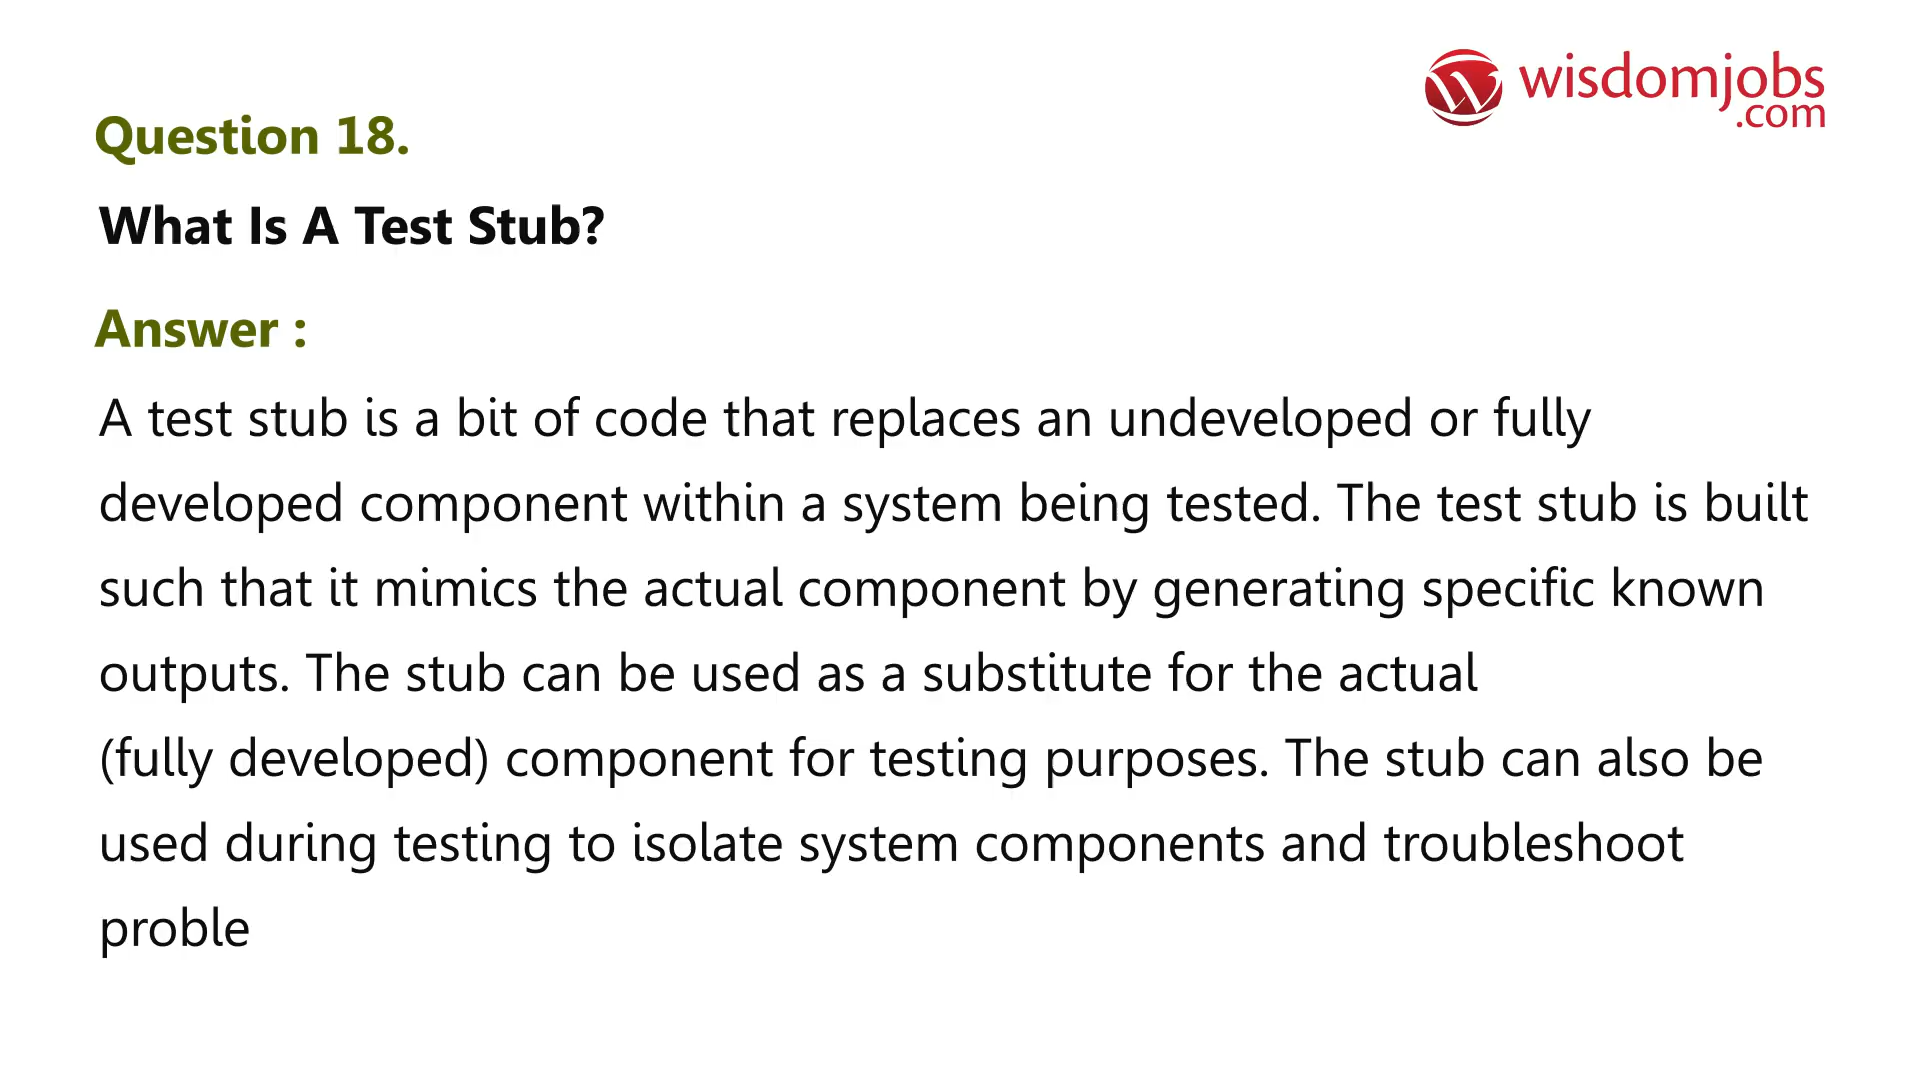 wisdomjobs
.com
Question 18.
What Is A Test Stub?
Answer :
A test stub is a bit of code that replaces an undeveloped or fully
developed component within a system being tested. The test stub is built
such that it mimics the actual component by generating specific known
outputs. The stub can be used as a substitute for the actual
(fully developed) component for testing purposes. The stub can also be
used during testing to isolate system components and troubleshoot
proble